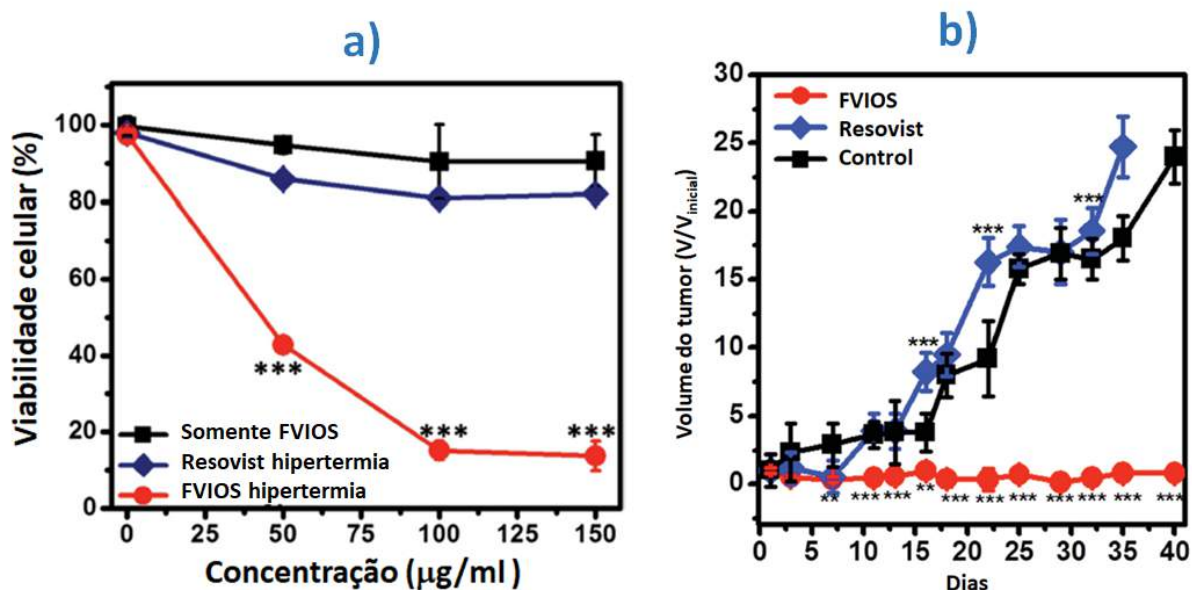 a)
Viabilidade celular (%)
100
80
60
40
20
0
***
***
***
Somente FVIOS
Resovist hipertermia
FVIOS hipertermia
0 25 50 75 100 125 150
Concentração (μg/ml )
b)
Volume do tumor (V/V_inicial)
30
25
20
15
10
5
0
FVIOS
Resovist
Control
***
***
***
** *** *** ** *** *** *** *** *** *** ***
0 5 10 15 20 25 30 35 40
Dias